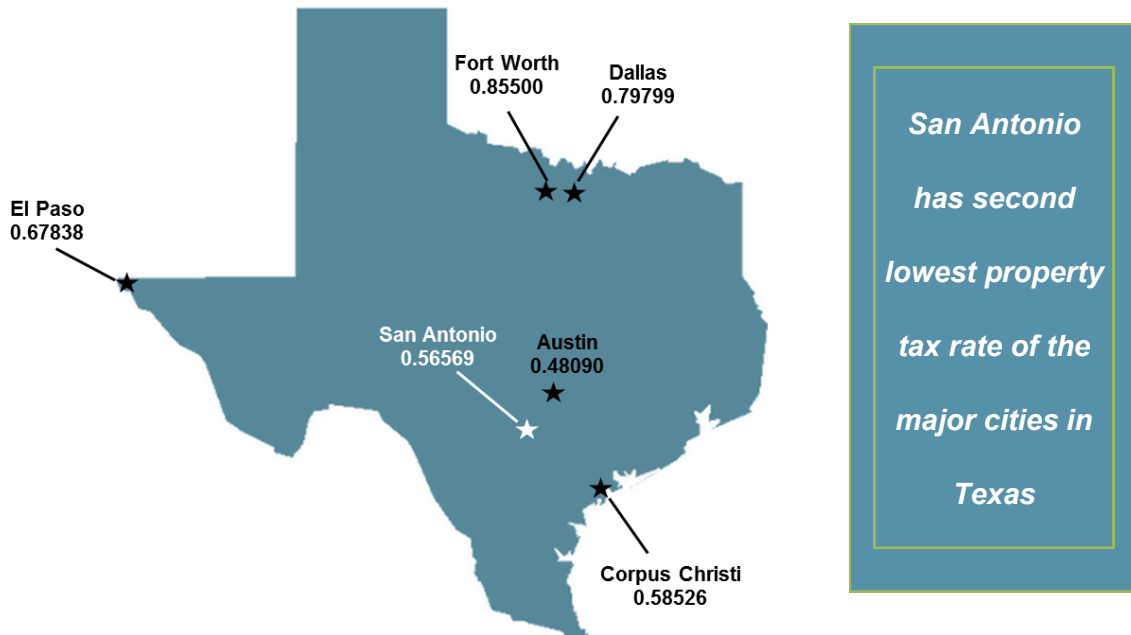 Fort Worth
0.85500
Dallas
0.79799
El Paso
0.67838
San Antonio
0.56569
Austin
0.48090
Corpus Christi
0.58526
San Antonio
has second
lowest property
tax rate of the
major cities in
Texas